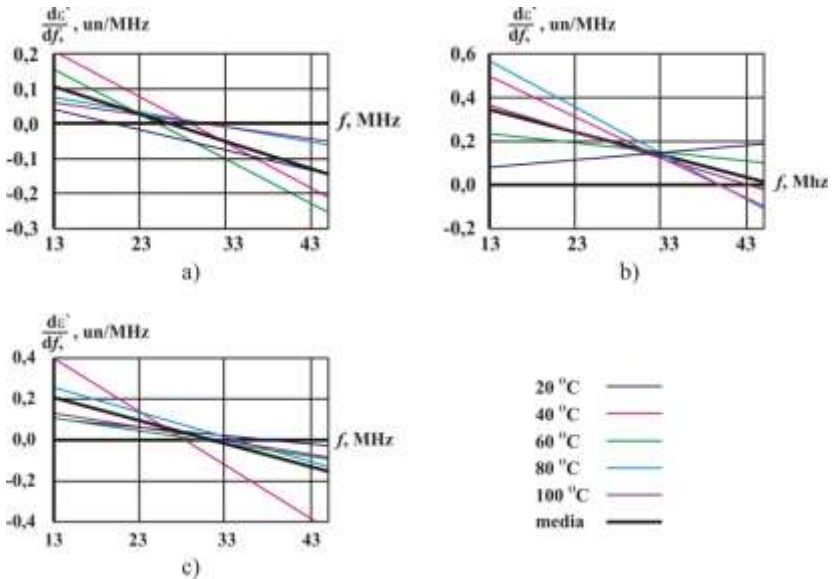 dε` / df, , un/MHz
0,2
0,1
0,0
-0,1
-0,2
-0,3
13 23 33 43
f, MHz
a)
dε` / df, , un/MHz
0,6
0,4
0,2
0,0
-0,2
13 23 33 43
f, Mhz
b)
dε` / df, , un/MHz
0,4
0,2
0,0
-0,2
-0,4
13 23 33 43
f, MHz
c)
20 °C
40 °C
60 °C
80 °C
100 °C
media